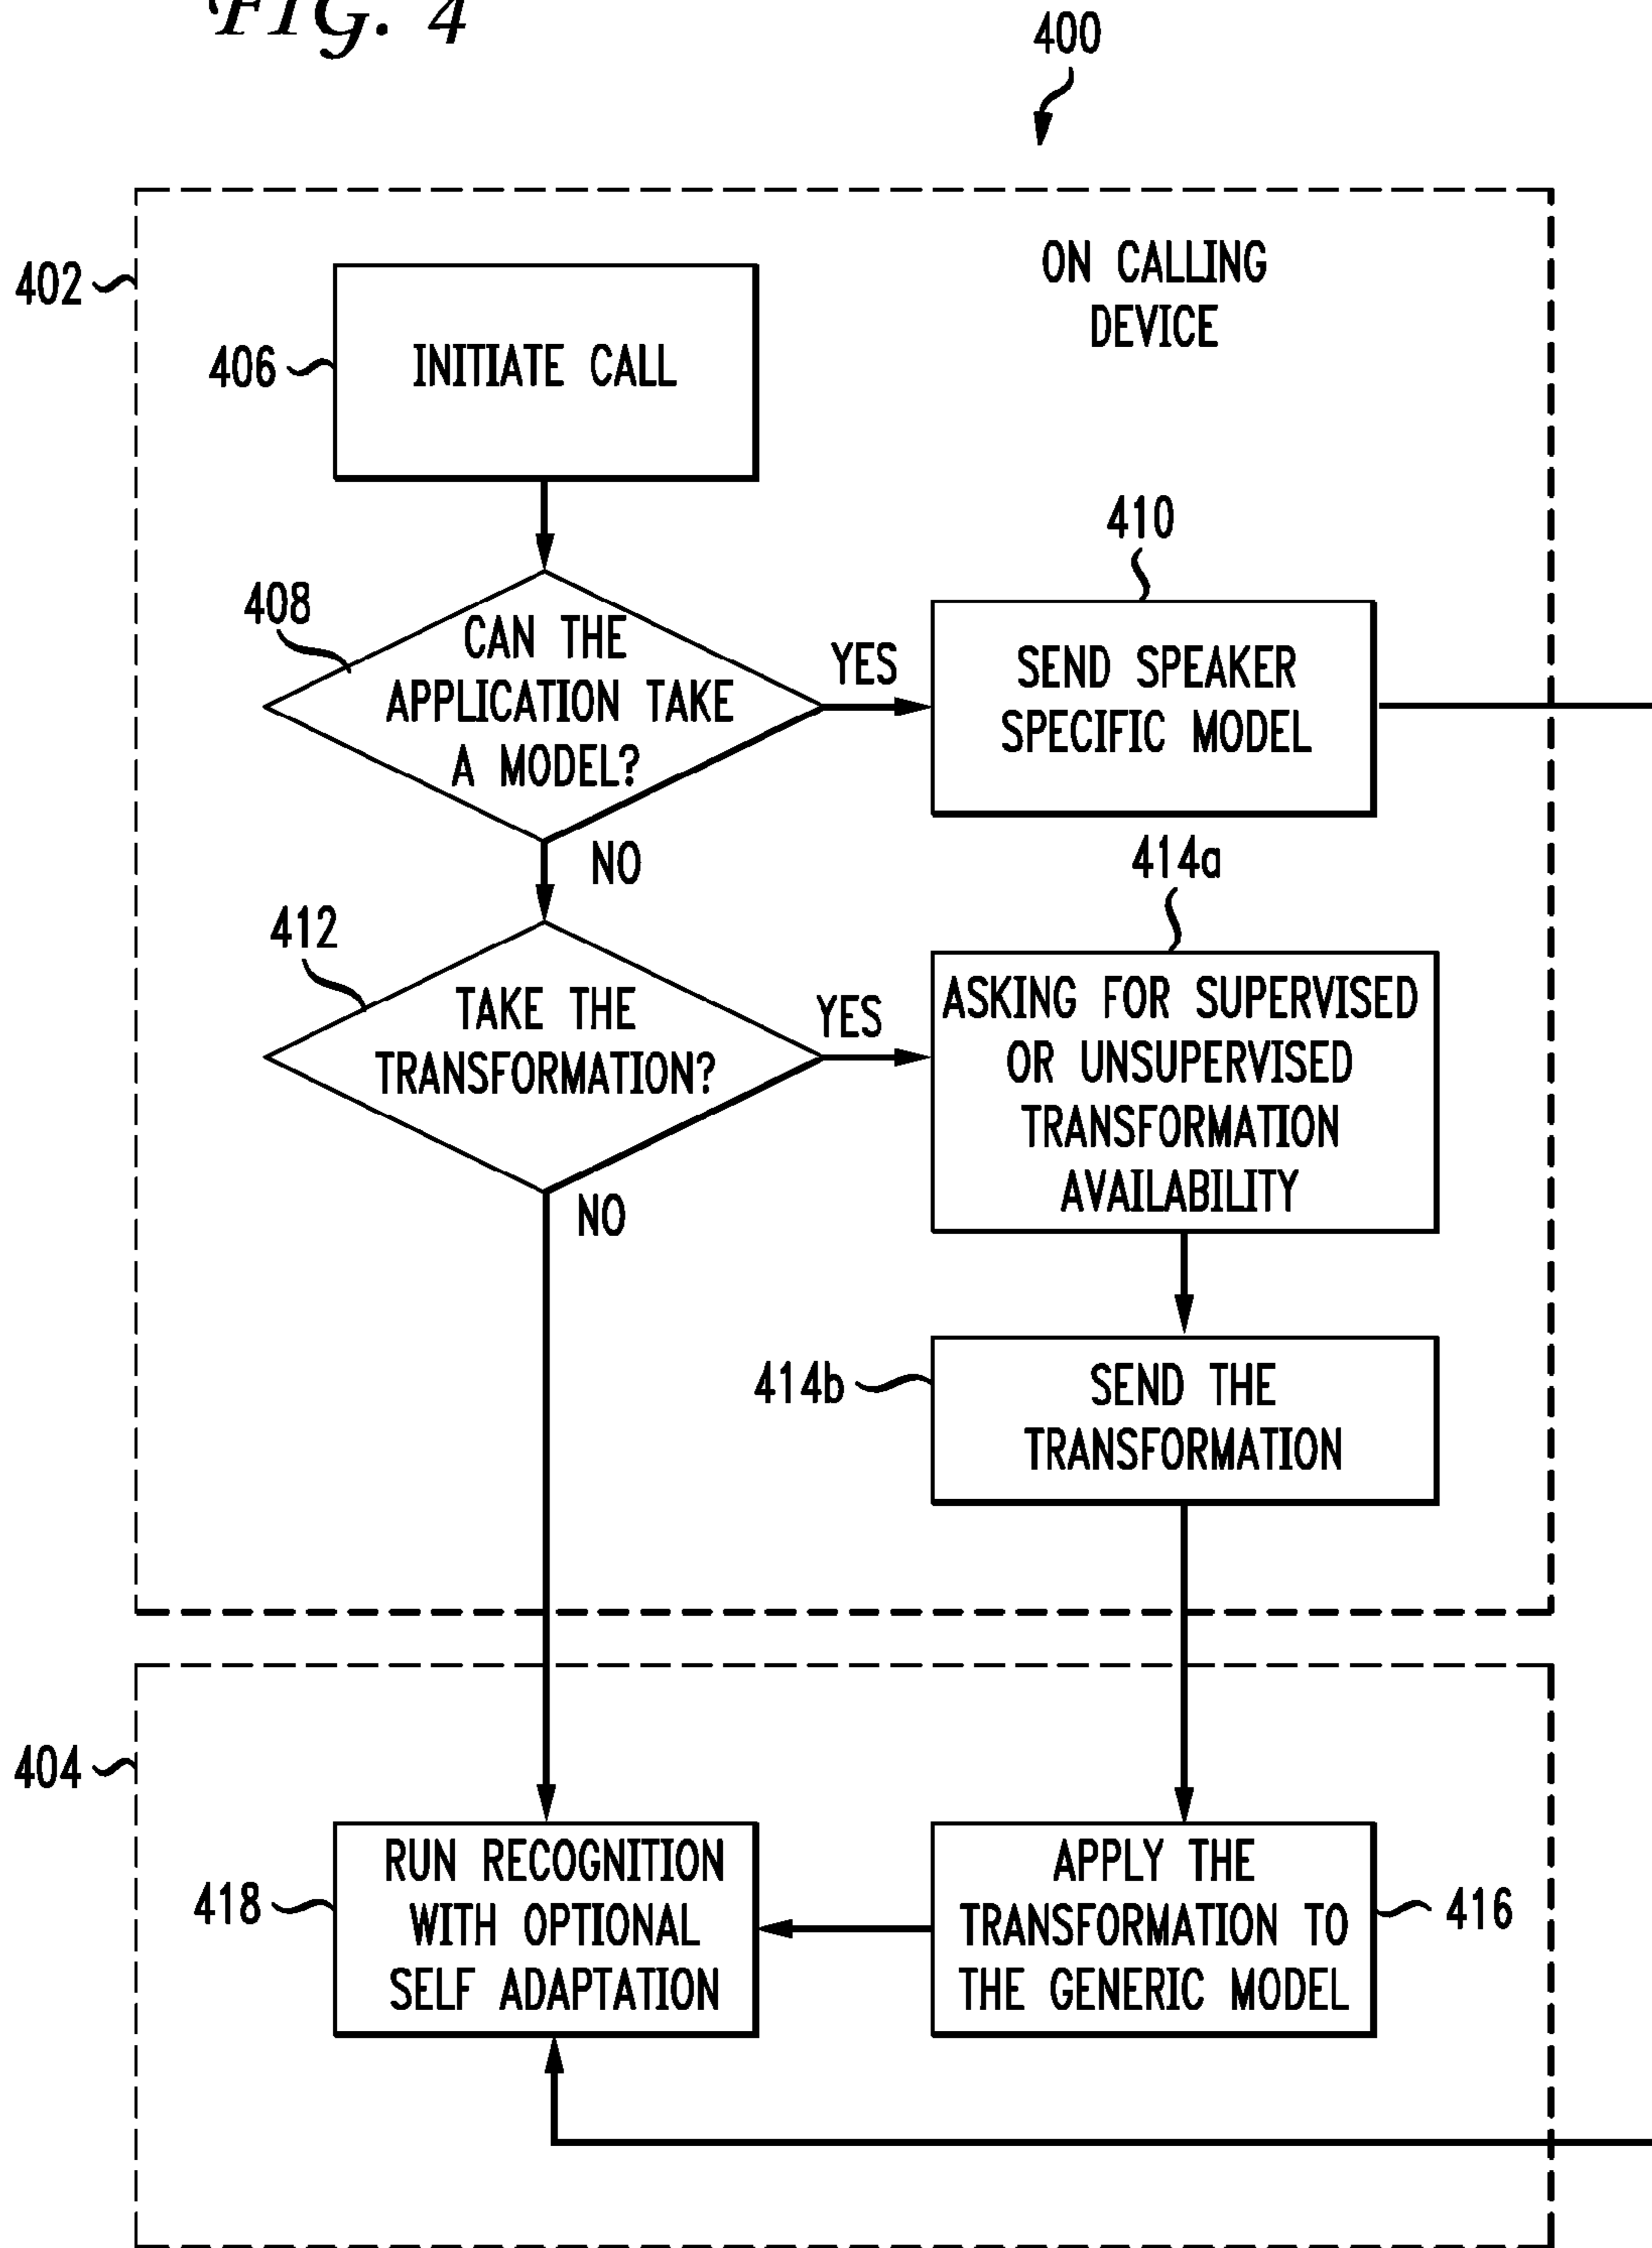 FIG. 4
400
402
ON CALLING
DEVICE
406
INITIATE CALL
410
408
CAN THE
APPLICATION TAKE
A MODEL?
YES
SEND SPEAKER
SPECIFIC MODEL
NO
414a
412
TAKE THE
TRANSFORMATION?
YES
ASKING FOR SUPERVISED
OR UNSUPERVISED
TRANSFORMATION
AVAILABILITY
NO
414b
SEND THE
TRANSFORMATION
404
418
RUN RECOGNITION
WITH OPTIONAL
SELF ADAPTATION
APPLY THE
TRANSFORMATION TO
THE GENERIC MODEL
416